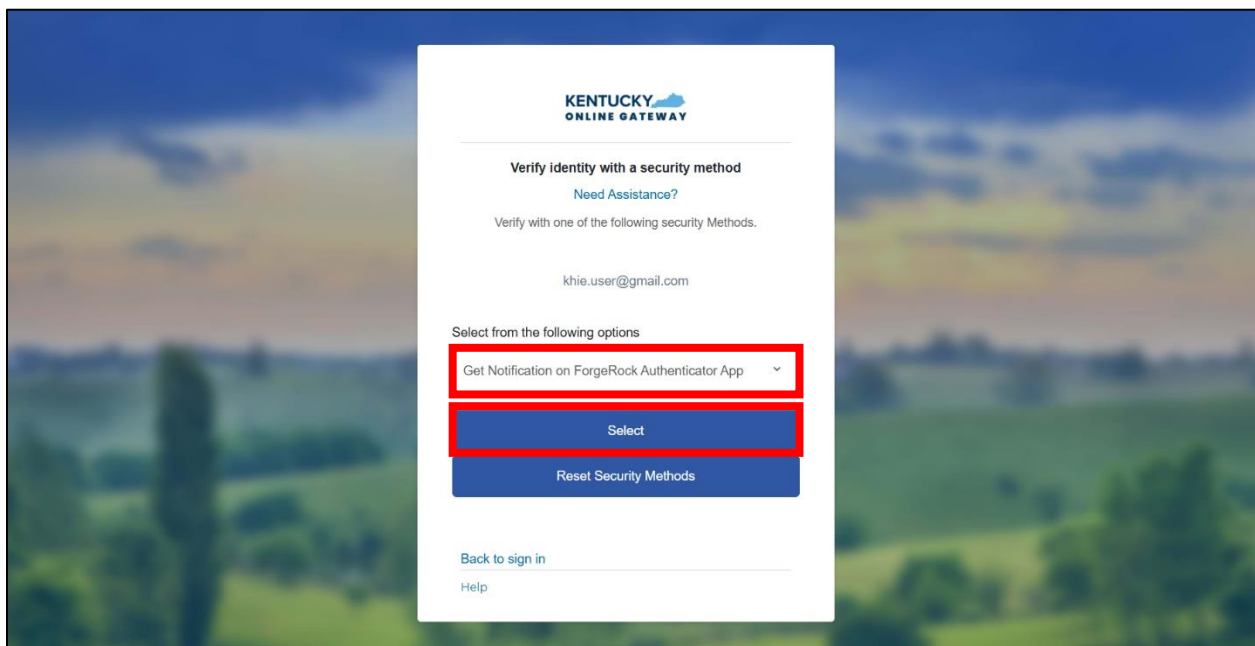 KENTUCKY
ONLINE GATEWAY
Verify identity with a security method
Need Assistance?
Verify with one of the following security Methods.
khie.user@gmail.com
Select from the following options
Get Notification on ForgeRock Authenticator App
Select
Reset Security Methods
Back to sign in
Help